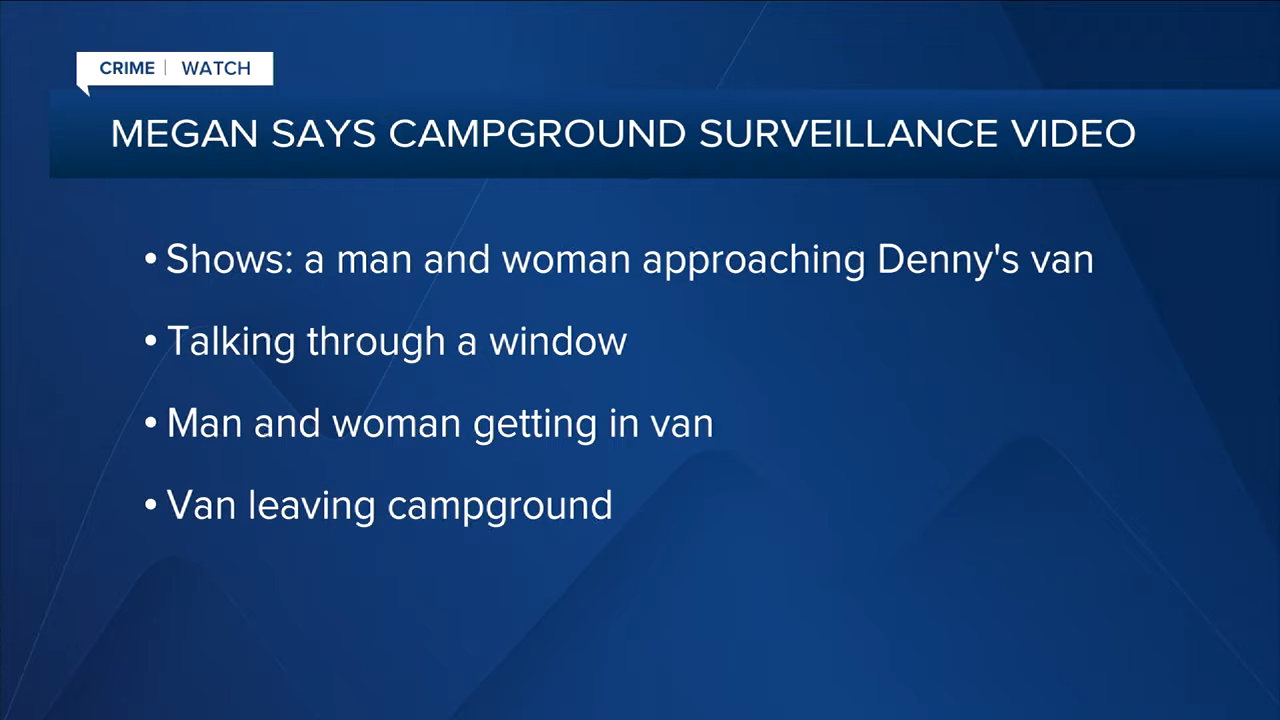 CRIME | WATCH
MEGAN SAYS CAMPGROUND SURVEILLANCE VIDEO
• Shows: a man and woman approaching Denny's van
• Talking through a window
• Man and woman getting in van
• Van leaving campground